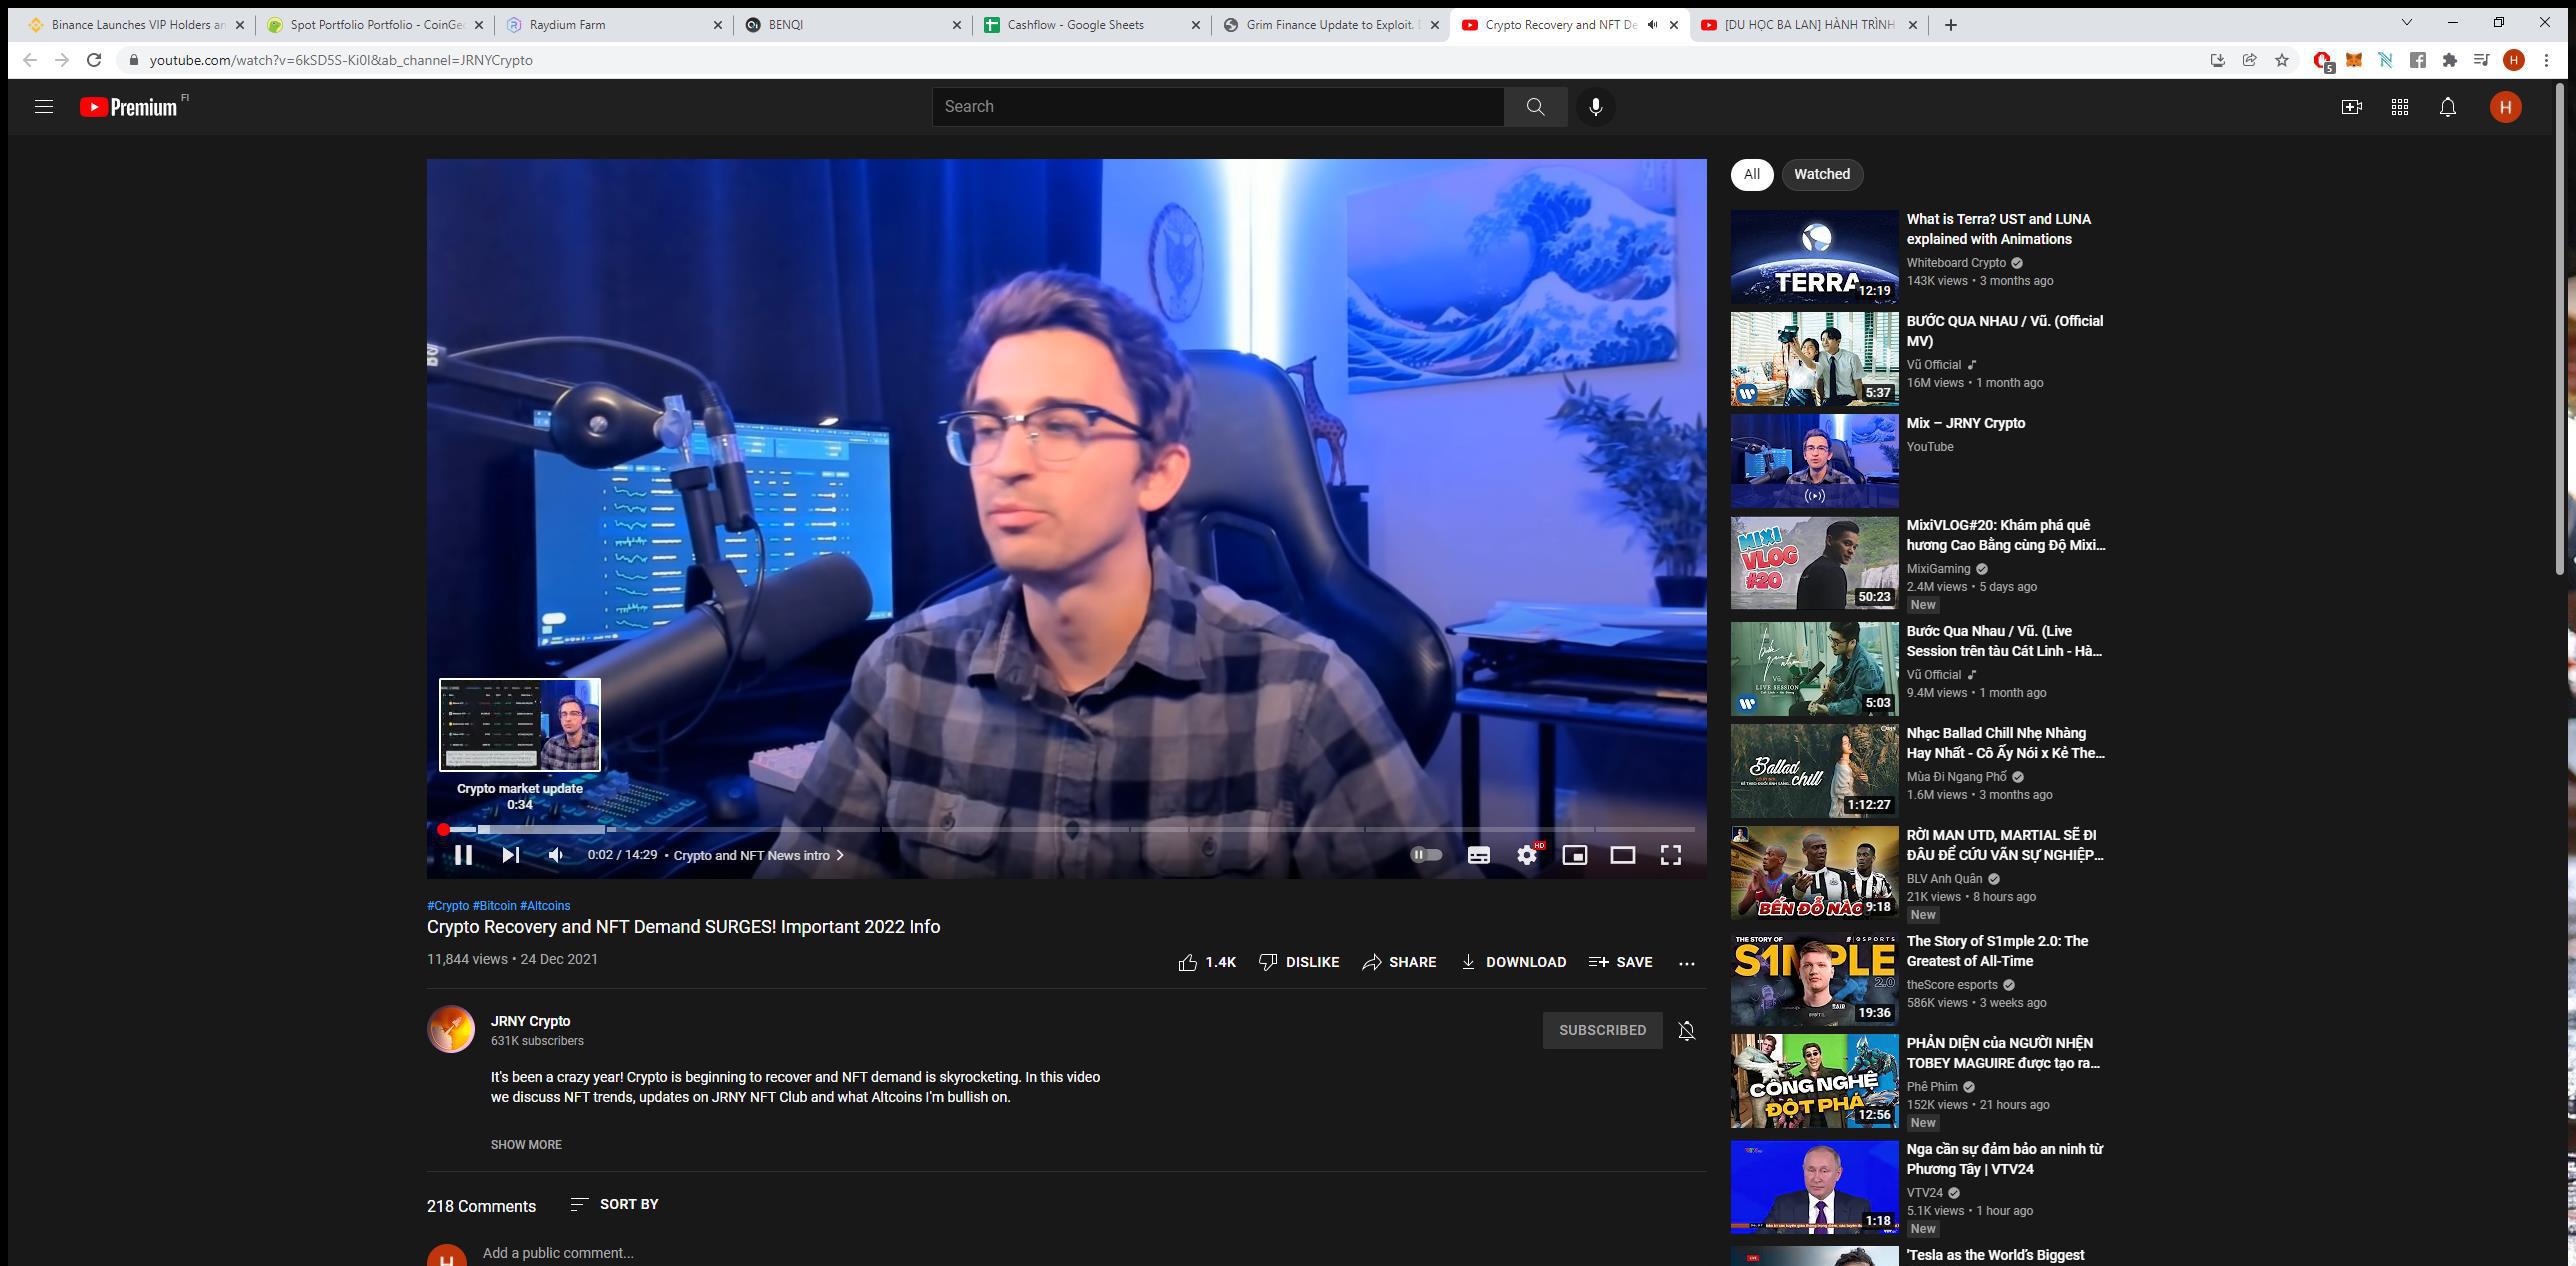 Binance Launches VIP Holders an
Spot Portfolio Portfolio - CoinGec
Raydium Farm
BENQI
Cashflow - Google Sheets
Grim Finance Update to Exploit.
Crypto Recovery and NFT De
[DU HỌC BA LAN] HÀNH TRÌNH
youtube.com/watch?v=6kSD5S-Ki0I&ab_channel=JRNYCrypto
5
H
Premium FI
Search
H
All
Watched
TERRA
12:19
What is Terra? UST and LUNA
explained with Animations
Whiteboard Crypto
143K views • 3 months ago
5:37
BƯỚC QUA NHAU / Vũ. (Official
MV)
Vũ Official
16M views • 1 month ago
Mix – JRNY Crypto
YouTube
MIXI
VLOG
#20
50:23
MixiVLOG#20: Khám phá quê
hương Cao Bằng cùng Độ Mixi...
MixiGaming
2.4M views • 5 days ago
New
LIVE SESSION
5:03
Bước Qua Nhau / Vũ. (Live
Session trên tàu Cát Linh - Hà...
Vũ Official
9.4M views • 1 month ago
Ballad
chill
1:12:27
Nhạc Ballad Chill Nhẹ Nhàng
Hay Nhất - Cô Ấy Nói x Kẻ The...
Mùa Đi Ngang Phố
1.6M views • 3 months ago
BẾN ĐỖ NÀO
9:18
RỜI MAN UTD, MARTIAL SẼ ĐI
ĐÂU ĐỂ CỨU VÃN SỰ NGHIỆP...
BLV Anh Quân
21K views • 8 hours ago
New
THE STORY OF
S1MPLE
2.0
19:36
The Story of S1mple 2.0: The
Greatest of All-Time
theScore esports
586K views • 3 weeks ago
CÔNG NGHỆ
ĐỘT PHÁ
12:56
PHẢN DIỆN của NGƯỜI NHỆN
TOBEY MAGUIRE được tạo ra...
Phê Phim
152K views • 21 hours ago
New
1:18
Nga cần sự đảm bảo an ninh từ
Phương Tây | VTV24
VTV24
5.1K views • 1 hour ago
New
'Tesla as the World's Biggest
Crypto market update
0:34
0:02 / 14:29 • Crypto and NFT News intro
HD
#Crypto #Bitcoin #Altcoins
Crypto Recovery and NFT Demand SURGES! Important 2022 Info
11,844 views • 24 Dec 2021
1.4K
DISLIKE
SHARE
DOWNLOAD
SAVE
JRNY Crypto
631K subscribers
SUBSCRIBED
It's been a crazy year! Crypto is beginning to recover and NFT demand is skyrocketing. In this video
we discuss NFT trends, updates on JRNY NFT Club and what Altcoins I'm bullish on.
SHOW MORE
218 Comments
SORT BY
H
Add a public comment...